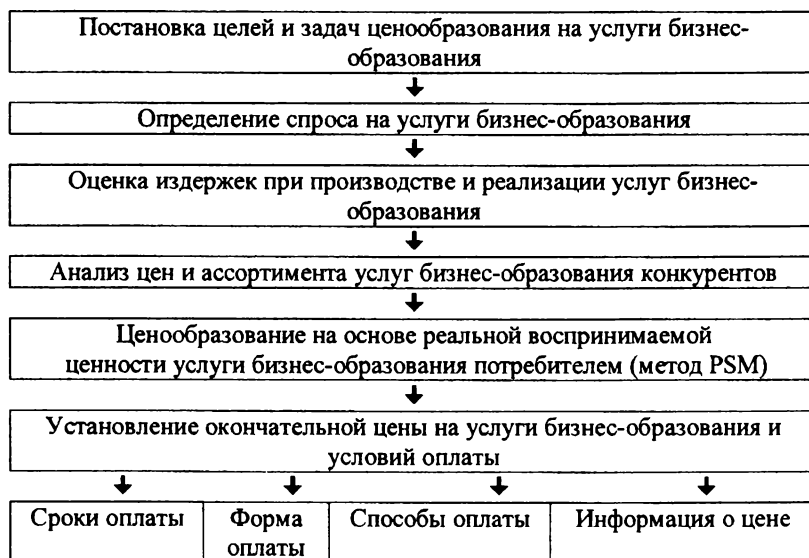 Постановка целей и задач ценообразования на услуги бизнес-
образования
Определение спроса на услуги бизнес-образования
Оценка издержек при производстве и реализации услуг бизнес-
образования
Анализ цен и ассортимента услуг бизнес-образования конкурентов
Ценообразование на основе реальной воспринимаемой
ценности услуги бизнес-образования потребителем (метод PSM)
Установление окончательной цены на услуги бизнес-образования и
условий оплаты
Сроки оплаты
Форма
оплаты
Способы оплаты
Информация о цене